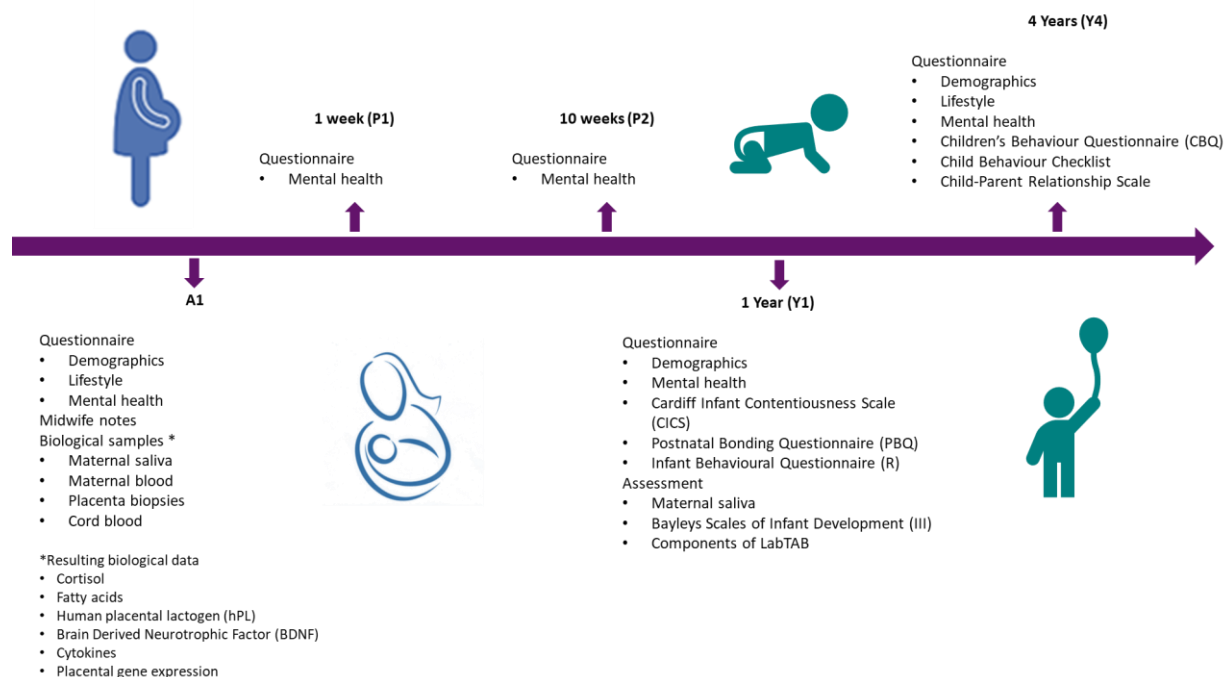 4 Years (Y4)
Questionnaire
• Demographics
• Lifestyle
• Mental health
• Children's Behaviour Questionnaire (CBQ)
• Child Behaviour Checklist
• Child-Parent Relationship Scale
1 week (P1)
Questionnaire
• Mental health
10 weeks (P2)
Questionnaire
• Mental health
A1
Questionnaire
• Demographics
• Lifestyle
• Mental health
Midwife notes
Biological samples *
• Maternal saliva
• Maternal blood
• Placenta biopsies
• Cord blood
*Resulting biological data
• Cortisol
• Fatty acids
• Human placental lactogen (hPL)
• Brain Derived Neurotrophic Factor (BDNF)
• Cytokines
• Placental gene expression
1 Year (Y1)
Questionnaire
• Demographics
• Mental health
• Cardiff Infant Contentiousness Scale
(CICS)
• Postnatal Bonding Questionnaire (PBQ)
• Infant Behavioural Questionnaire (R)
Assessment
• Maternal saliva
• Bayleys Scales of Infant Development (III)
• Components of LabTAB